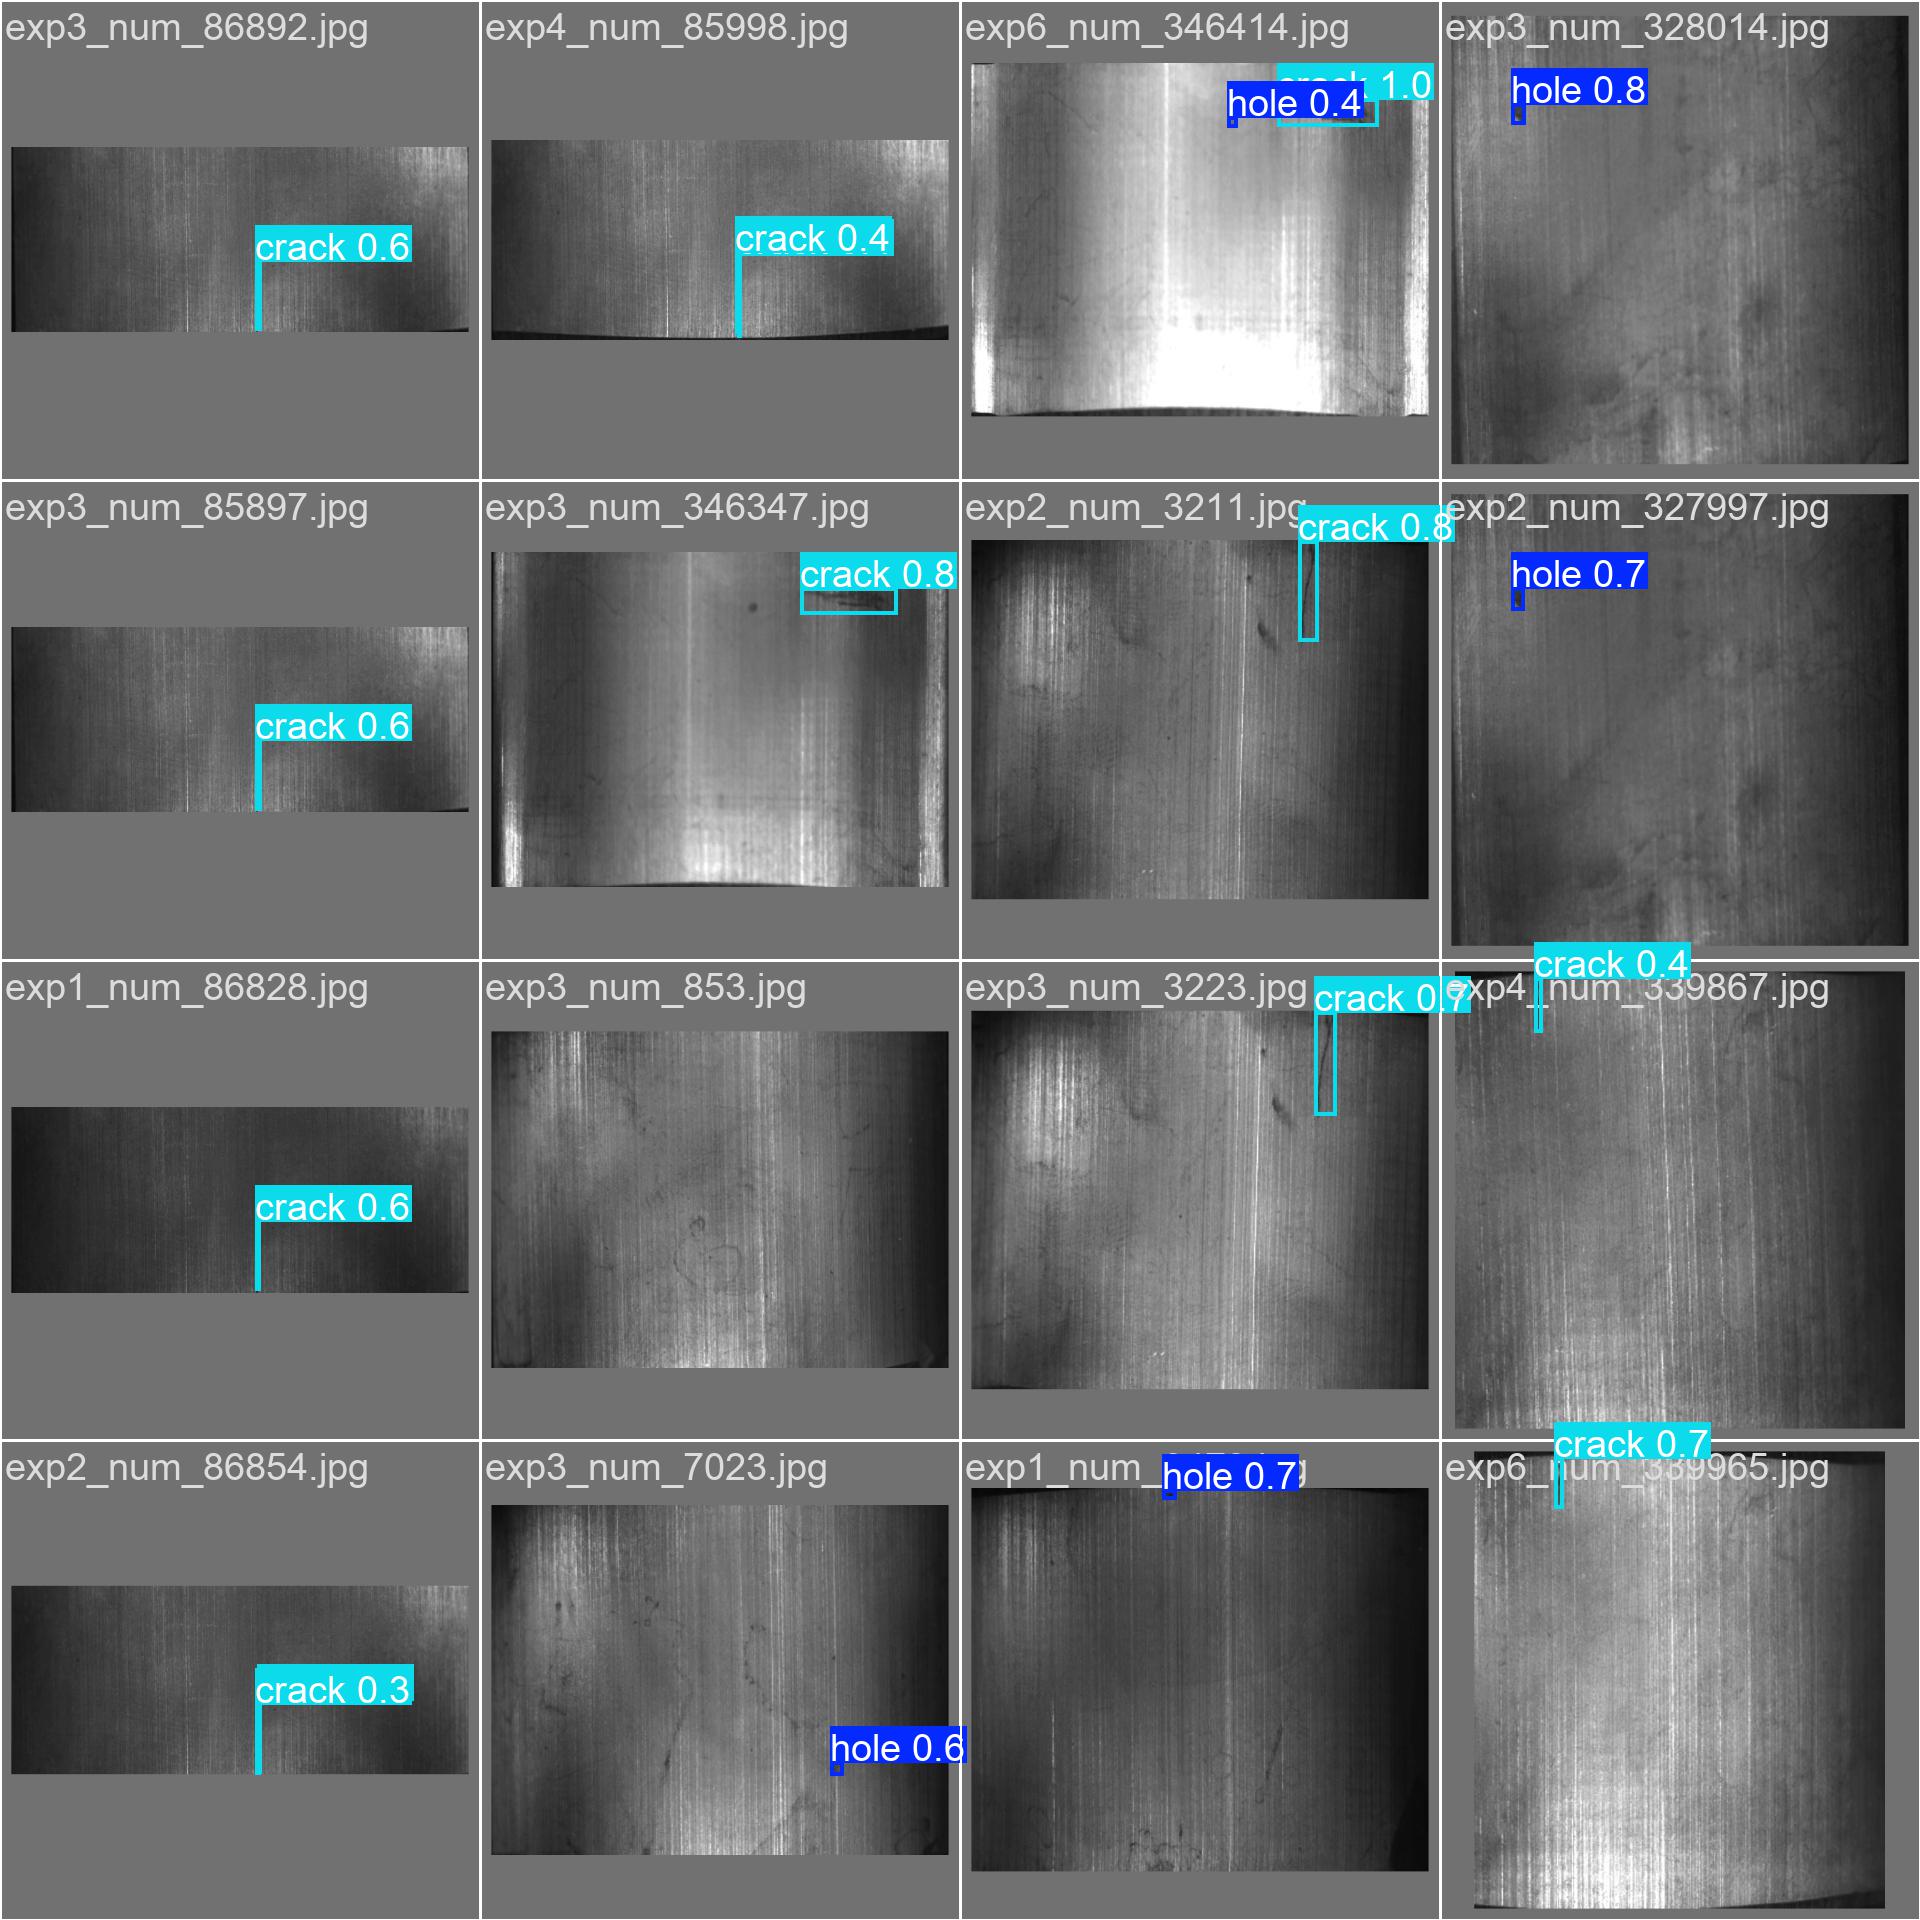 exp3_num_86892.jpg
crack 0.6
exp4_num_85998.jpg
crack 0.4
exp6_num_346414.jpg
1.0
hole 0.4
exp3_num_328014.jpg
hole 0.8
exp3_num_85897.jpg
crack 0.6
exp3_num_346347.jpg
crack 0.8
exp2_num_3211.jpg
crack 0.8
exp2_num_327997.jpg
hole 0.7
exp1_num_86828.jpg
crack 0.6
exp3_num_853.jpg
exp3_num_3223.jpg
crack 0.7
exp4_num_339867.jpg
crack 0.4
exp2_num_86854.jpg
crack 0.3
exp3_num_7023.jpg
hole 0.6
hole 0.7
exp6_num_339965.jpg
crack 0.7